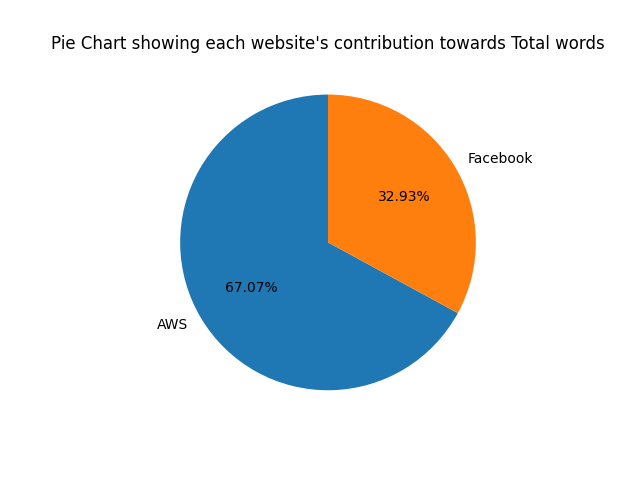 Pie Chart showing each website's contribution towards Total words
Facebook
32.93%
67.07%
AWS